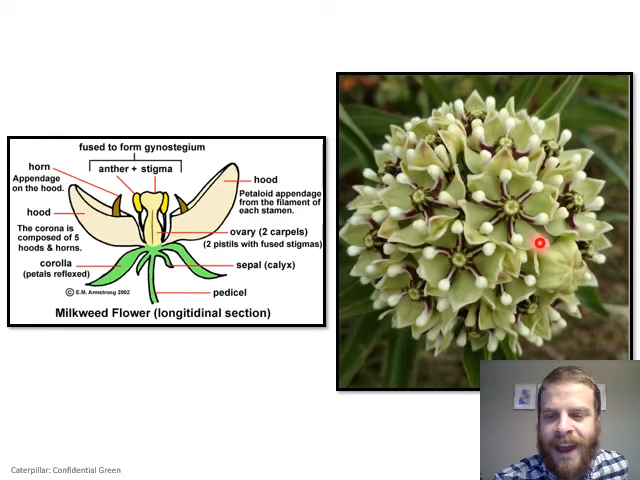 fused to form gynostegium
anther + stigma
horn
Appendage
on the hood.
hood
Petaloid appendage
from the filament of
each stamen.
hood
The corona is
composed of 5
hoods & horns.
ovary (2 carpels)
(2 pistils with fused stigmas)
corolla
(petals reflexed)
sepal (calyx)
© E.M. Armstrong 2002
pedicel
Milkweed Flower (longitidinal section)
Caterpillar: Confidential Green